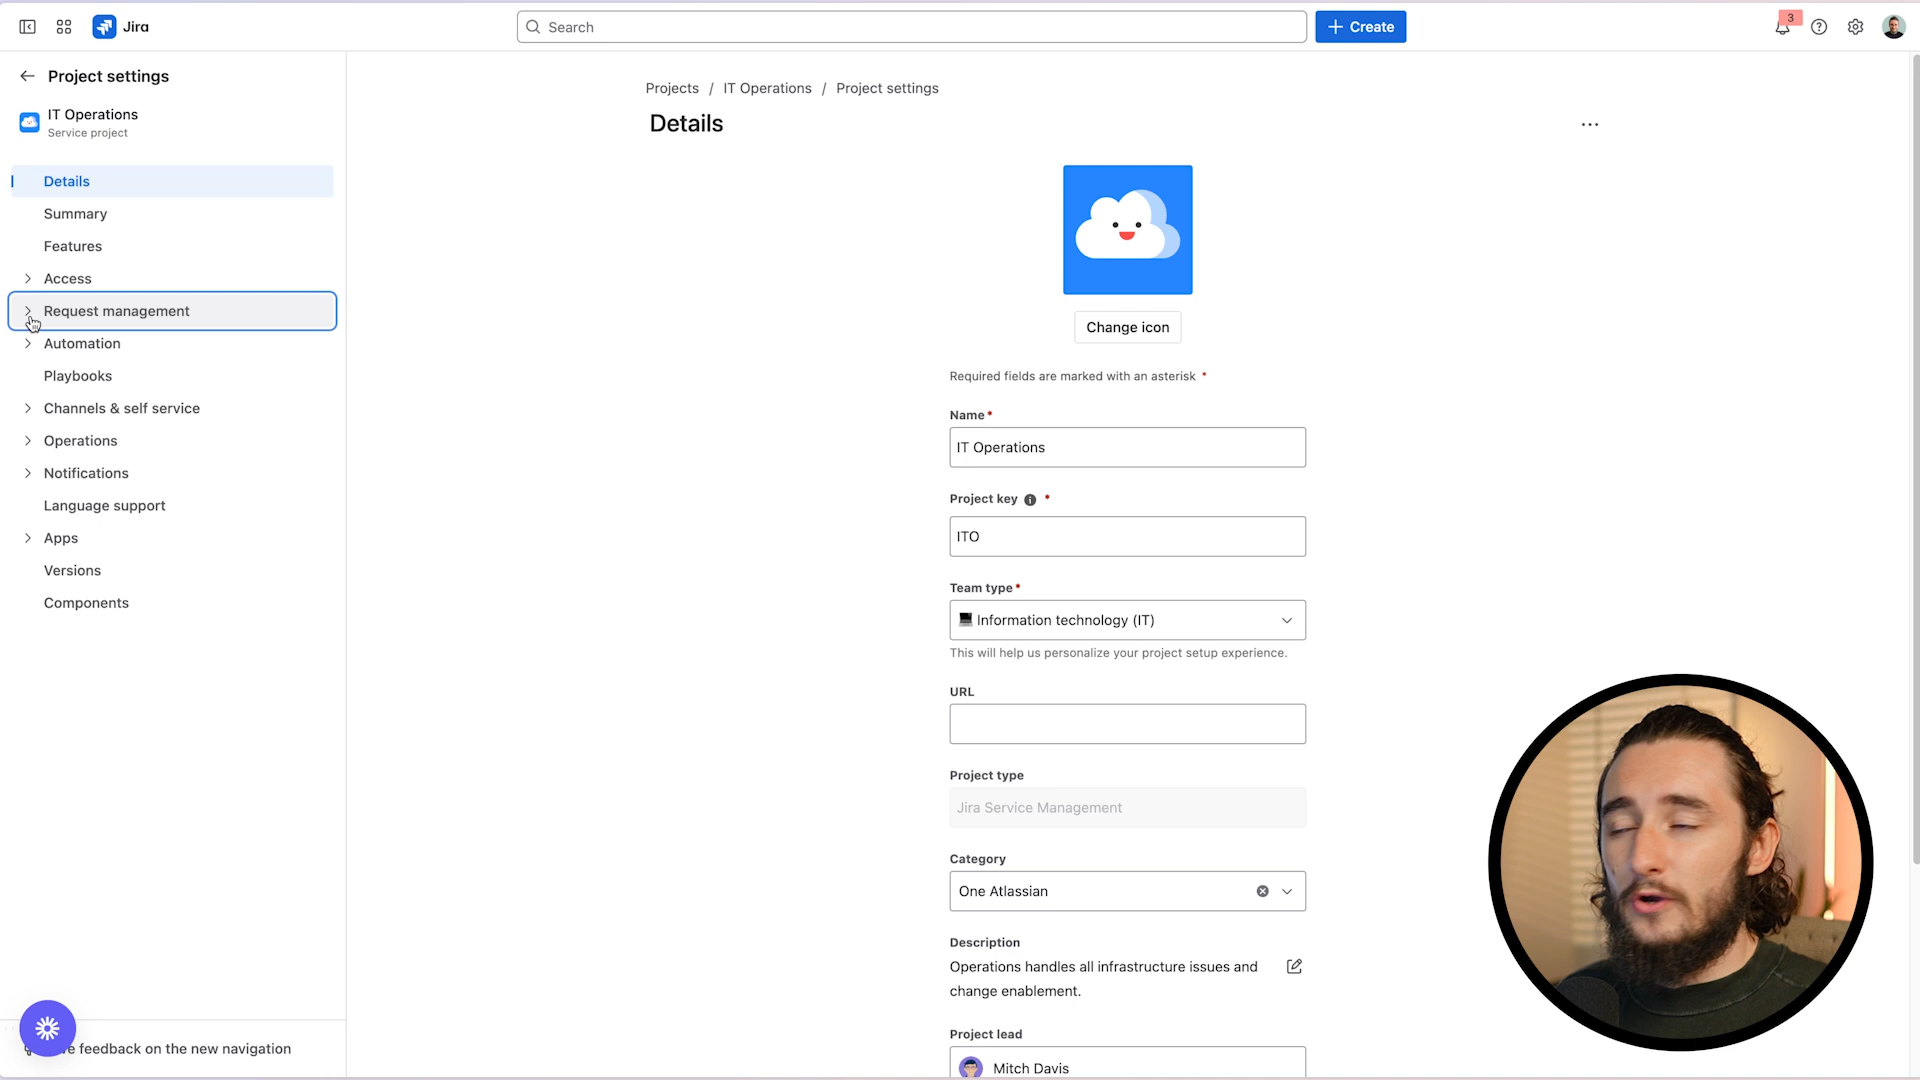 Jira
Search
Create
3
Project settings
IT Operations
Service project
Details
Summary
Features
Access
Request management
Automation
Playbooks
Channels & self service
Operations
Notifications
Language support
Apps
Versions
Components
feedback on the new navigation
Projects / IT Operations / Project settings
Details
Change icon
Required fields are marked with an asterisk *
Name *
IT Operations
Project key *
ITO
Team type *
Information technology (IT)
This will help us personalize your project setup experience.
URL
Project type
Jira Service Management
Category
One Atlassian
Description
Operations handles all infrastructure issues and
change enablement.
Project lead
Mitch Davis